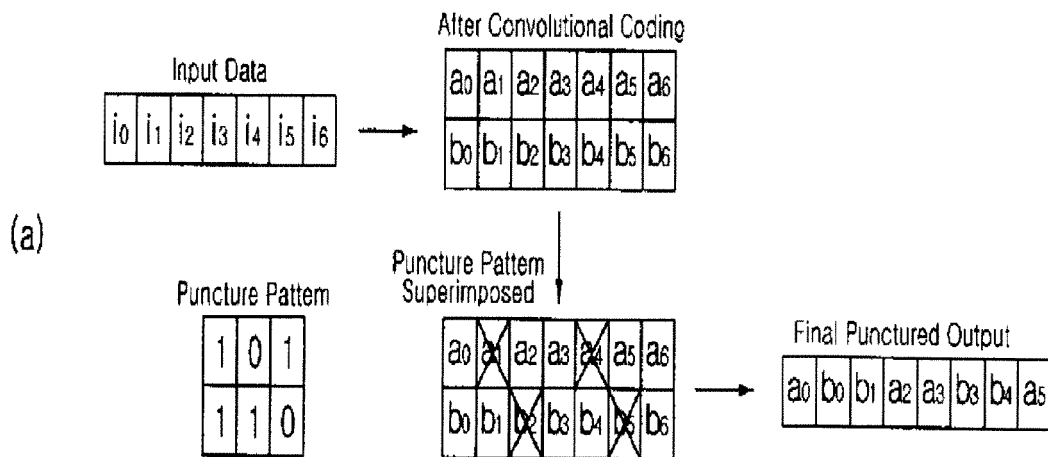 After Convolutional Coding
Input Data
a0 a1 a2 a3 a4 a5 a6
i0 i1 i2 i3 i4 i5 i6
b0 b1 b2 b3 b4 b5 b6
(a)
Puncture Pattern
Superimposed
Puncture Pattern
1 0 1
1 1 0
a0 a1 a2 a3 a4 a5 a6
b0 b1 b2 b3 b4 b5 b6
Final Punctured Output
a0 b0 b1 a2 a3 b3 b4 a5